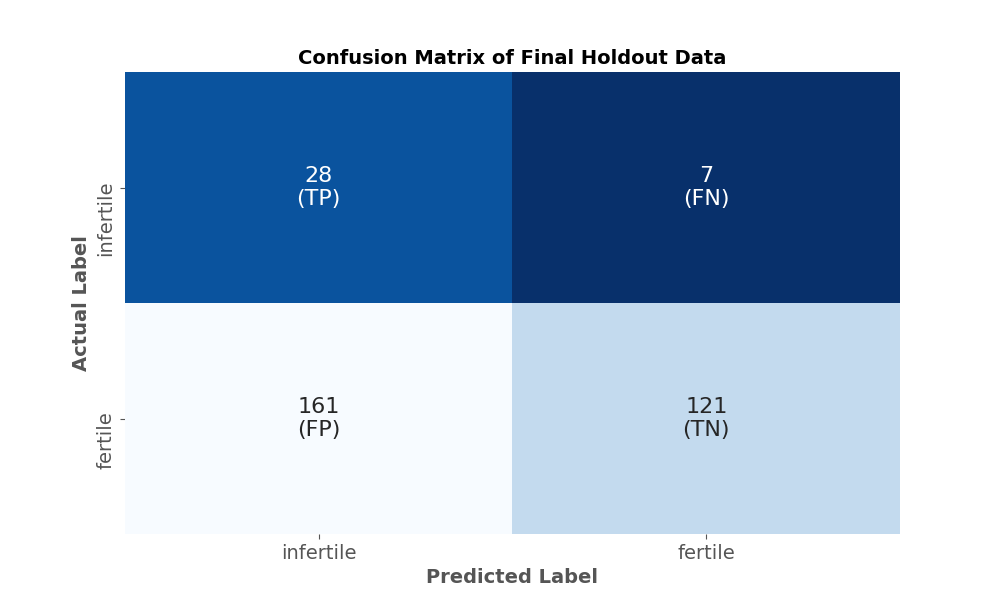 Confusion Matrix of Final Holdout Data
Actual Label
infertile
28
(TP)
7
(FN)
fertile
161
(FP)
121
(TN)
infertile
fertile
Predicted Label